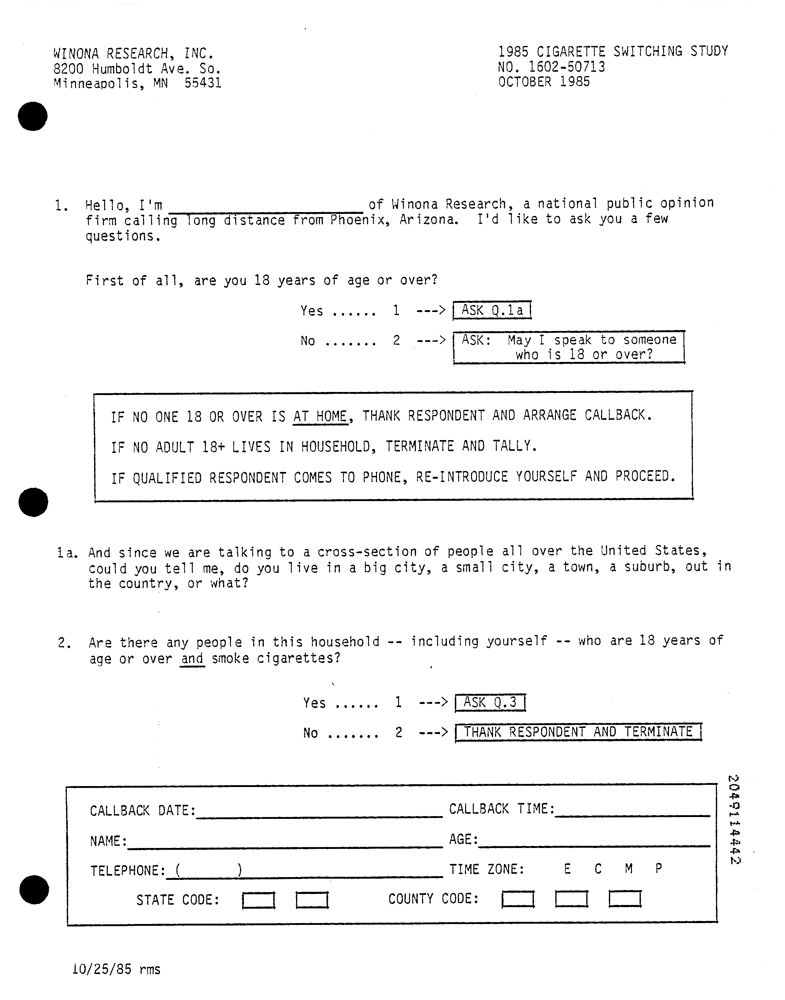 WINONA RESEARCH, INC.
8200 Humboldt Ave. So.
Minneapolis, MN 55431
1985 CIGARETTE SWITCHING STUDY
NO. 1602-50713
OCTOBER 1985
1. Hello, I'm ____________________ of Winona Research, a national public opinion
firm calling long distance from Phoenix, Arizona. I'd like to ask you a few
questions.
First of all, are you 18 years of age or over?
Yes ...... 1 ---> ASK Q.1a
No ....... 2 ---> ASK: May I speak to someone
who is 18 or over?
IF NO ONE 18 OR OVER IS AT HOME, THANK RESPONDENT AND ARRANGE CALLBACK.
IF NO ADULT 18+ LIVES IN HOUSEHOLD, TERMINATE AND TALLY.
IF QUALIFIED RESPONDENT COMES TO PHONE, RE-INTRODUCE YOURSELF AND PROCEED.
1a. And since we are talking to a cross-section of people all over the United States,
could you tell me, do you live in a big city, a small city, a town, a suburb, out in
the country, or what?
2. Are there any people in this household -- including yourself -- who are 18 years of
age or over and smoke cigarettes?
Yes ...... 1 ---> ASK Q.3
No ....... 2 ---> THANK RESPONDENT AND TERMINATE
CALLBACK DATE:____________________ CALLBACK TIME:____________________
NAME:____________________ AGE:____________________
TELEPHONE: ( ) ____________________ TIME ZONE: E C M P
STATE CODE: COUNTY CODE:
2049114442
10/25/85 rms